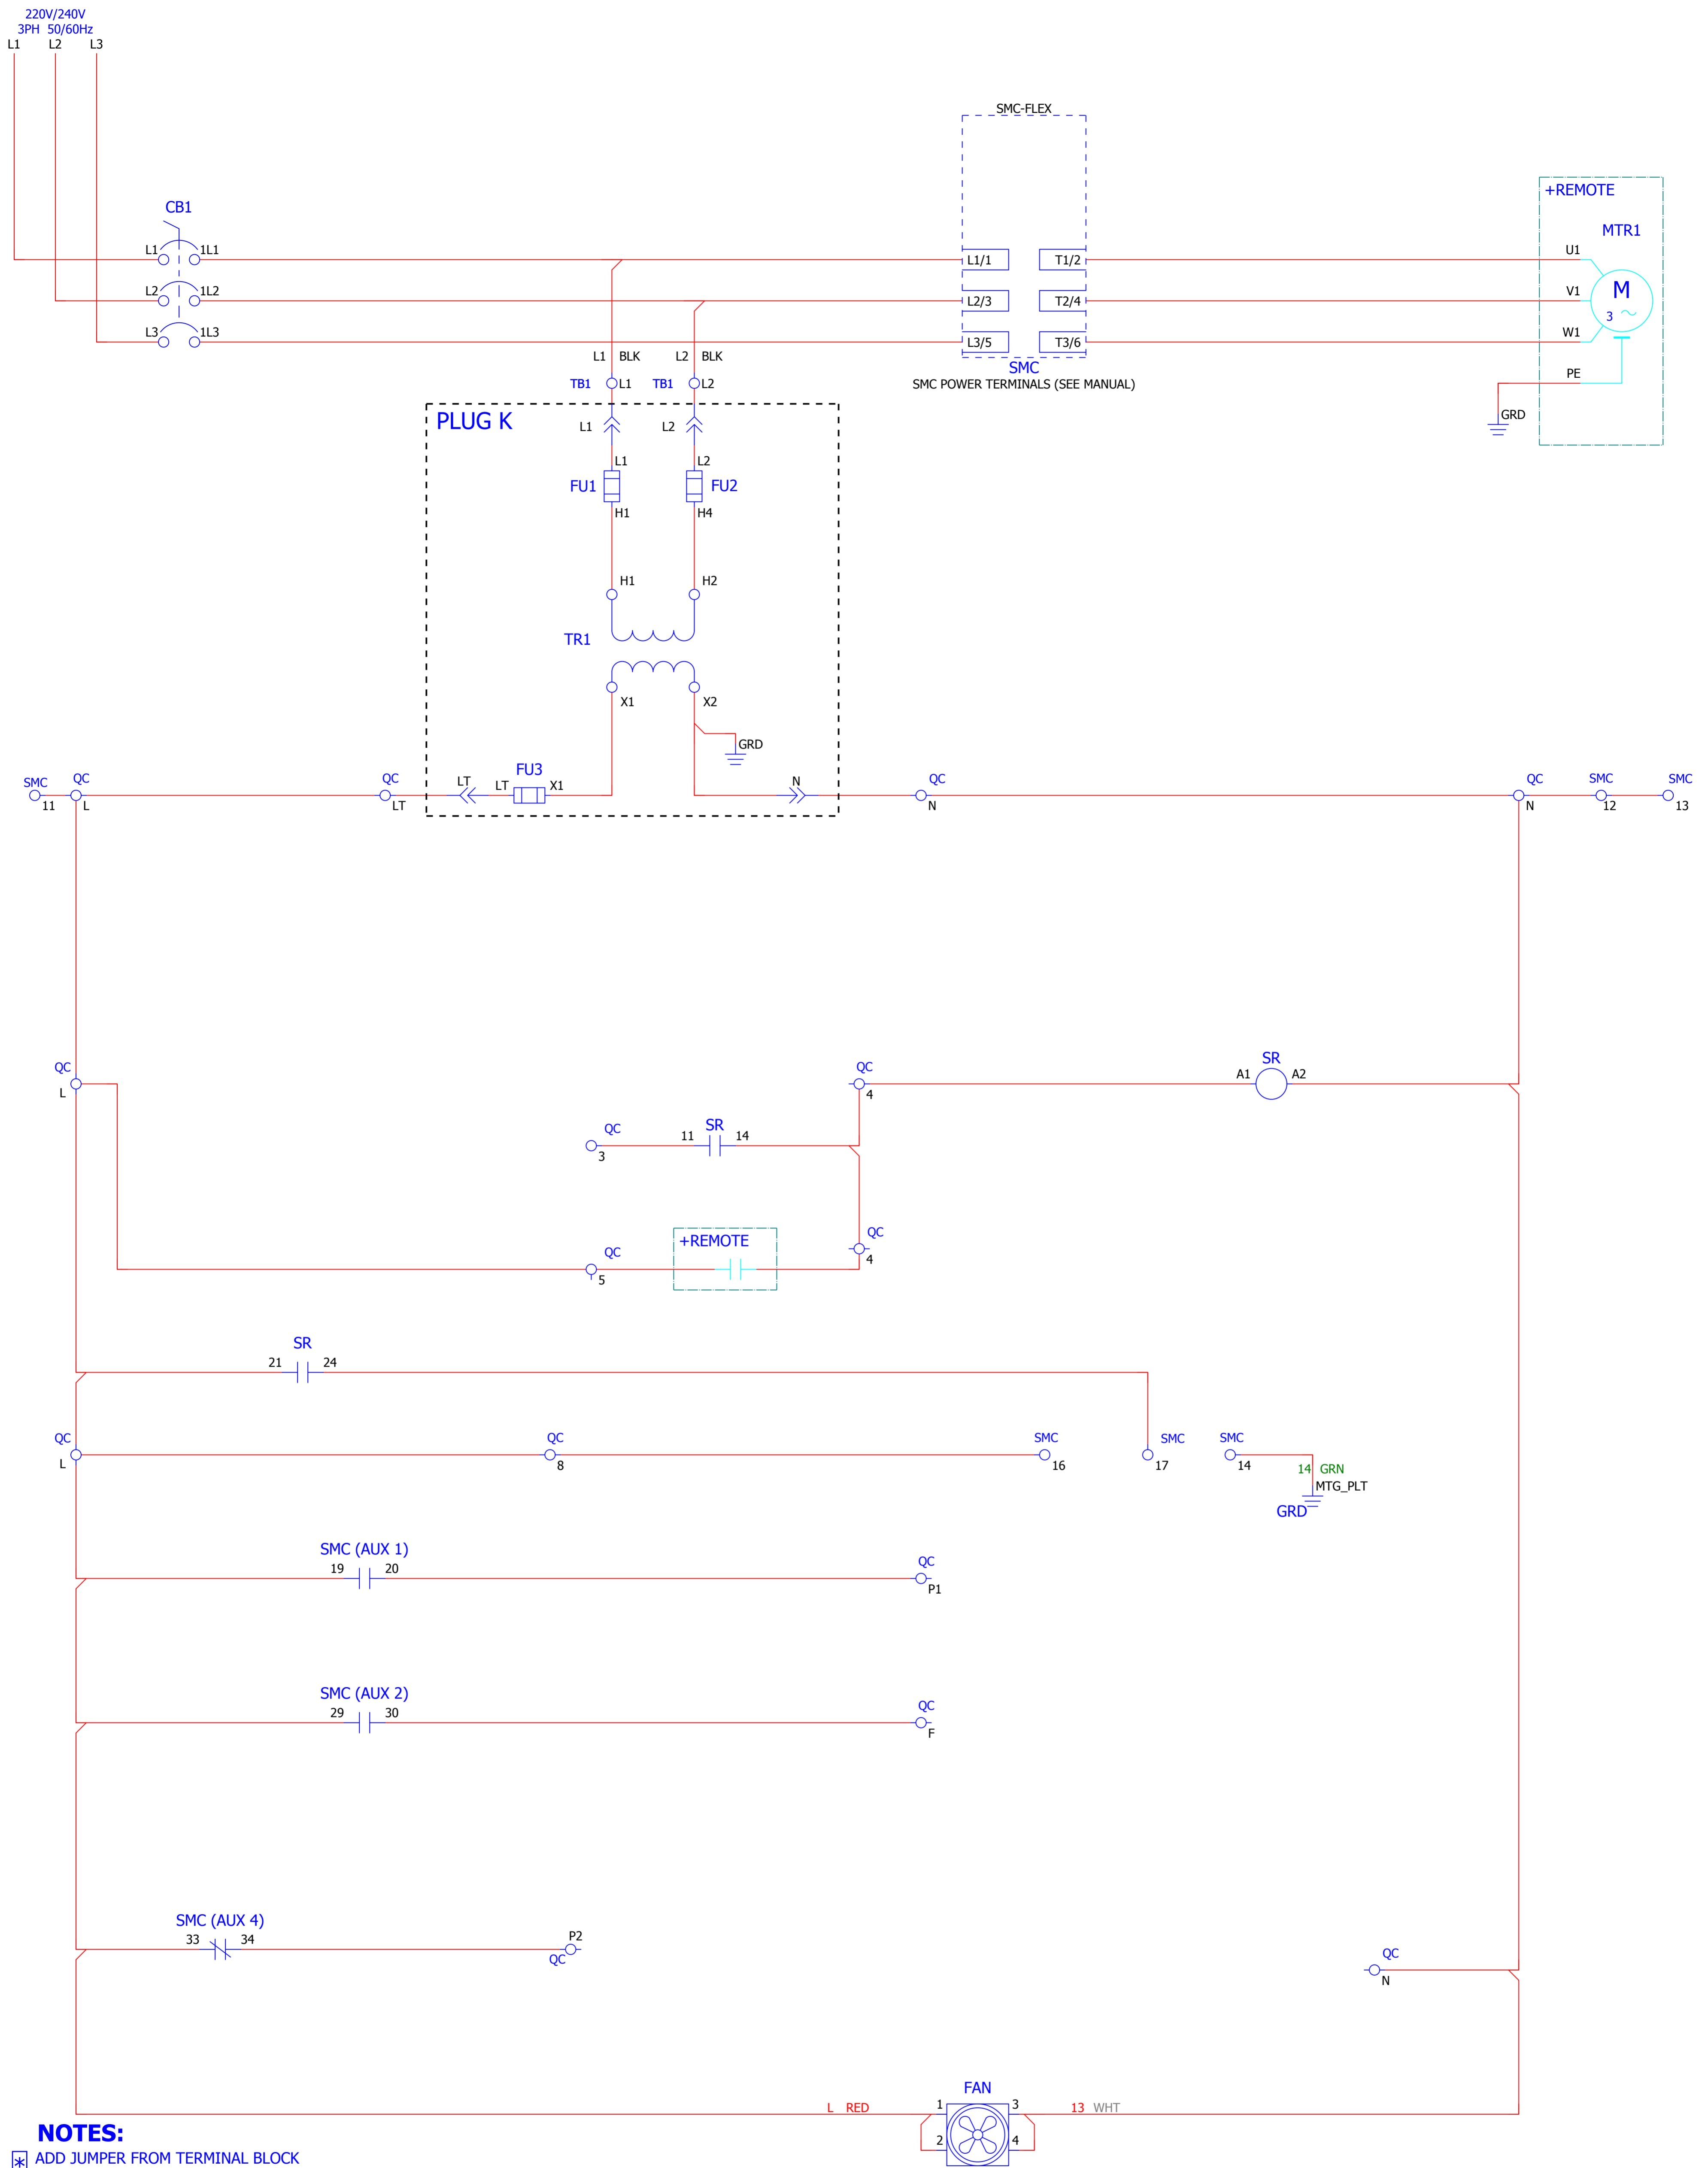 220V/240V
3PH 50/60Hz
L1 L2 L3
SMC-FLEX
+REMOTE
CB1
MTR1
L1 1L1
L1/1 T1/2
U1
L2 1L2
L2/3 T2/4
V1
M
3
L3 1L3
L3/5 T3/6
W1
L1 BLK L2 BLK
SMC
SMC POWER TERMINALS (SEE MANUAL)
PE
TB1 L1 TB1 L2
GRD
PLUG K
L1 L2
L1 L2
FU1 FU2
H1 H4
H1 H2
TR1
X1 X2
GRD
FU3
SMC QC QC LT LT X1 N QC QC SMC SMC
11 L LT N N 12 13
QC QC SR
L 4 A1 A2
QC SR
3 11 14
QC +REMOTE QC
5 4
SR
21 24
QC QC SMC SMC SMC
L 8 16 17 14
14 GRN
MTG_PLT
GRD
SMC (AUX 1)
19 20 QC
P1
SMC (AUX 2)
29 30 QC
F
SMC (AUX 4)
33 34 P2
QC
QC
N
FAN
L RED 1 3 13 WHT
2 4
NOTES:
* ADD JUMPER FROM TERMINAL BLOCK